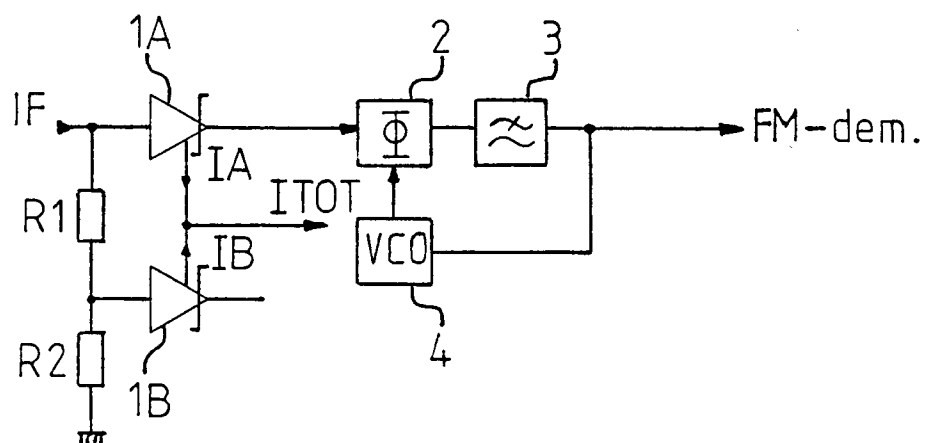 1A
2
3
IF
Φ
FM-dem.
IA
ITOT
R1
IB
VCO
R2
1B
4